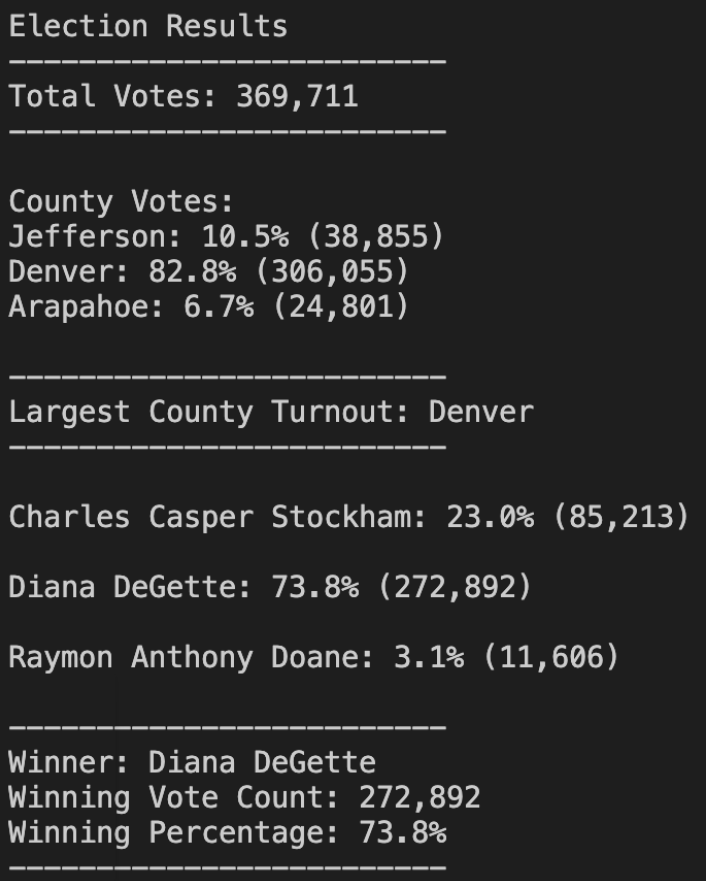 Election Results
-------------------------
Total Votes: 369,711
-------------------------
County Votes:
Jefferson: 10.5% (38,855)
Denver: 82.8% (306,055)
Arapahoe: 6.7% (24,801)
-------------------------
Largest County Turnout: Denver
-------------------------
Charles Casper Stockham: 23.0% (85,213)
Diana DeGette: 73.8% (272,892)
Raymon Anthony Doane: 3.1% (11,606)
-------------------------
Winner: Diana DeGette
Winning Vote Count: 272,892
Winning Percentage: 73.8%
-------------------------